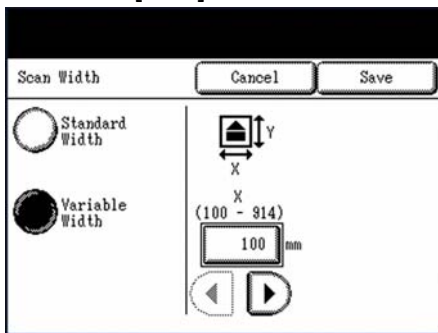 Scan Width
Cancel
Save
Standard
Width
Y
X
Variable
Width
X
(100 - 914)
100 mm